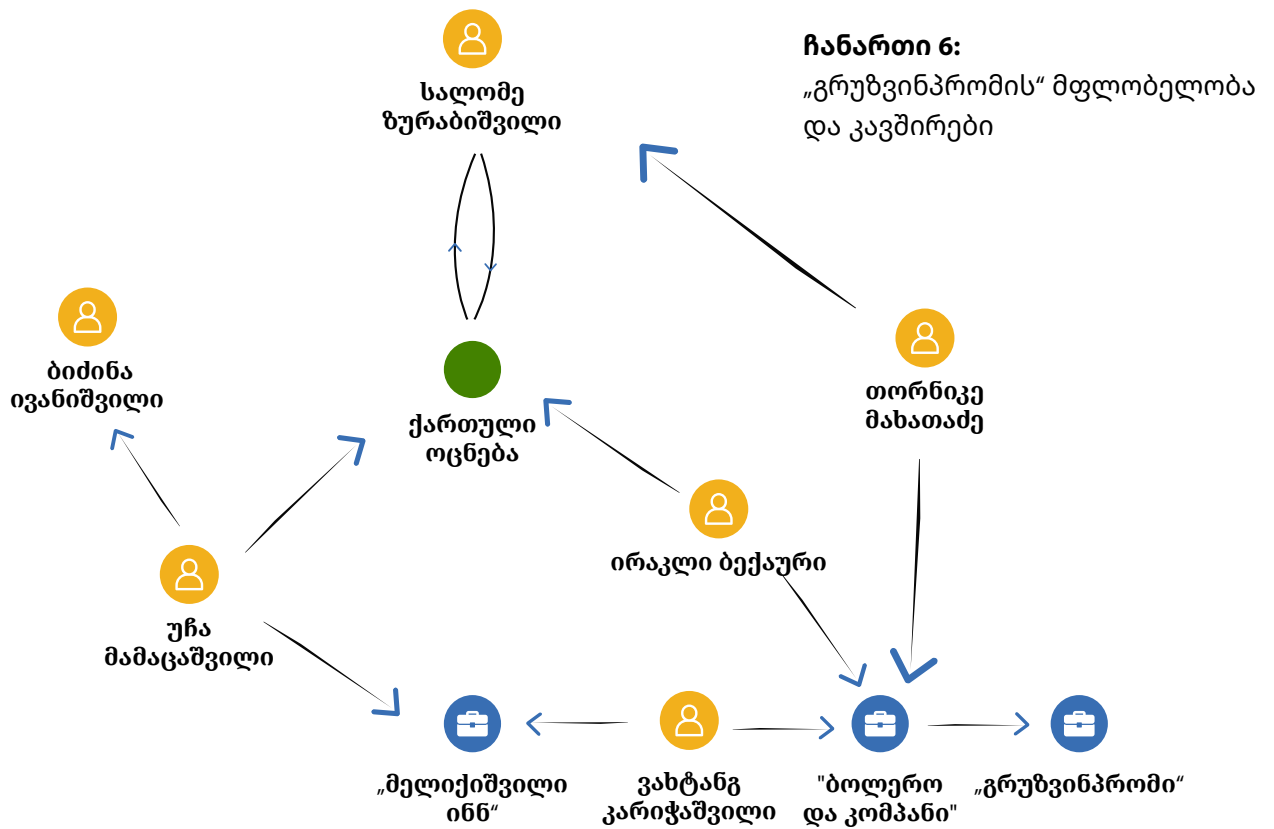 ჩანართი 6:
„გრუზვინპრომის“ მფლობელობა
და კავშირები
სალომე
ზურაბიშვილი
ბიძინა
ივანიშვილი
თორნიკე
მახათაძე
ქართული
ოცნება
ირაკლი ბექაური
უჩა
მამაცაშვილი
„მელიქიშვილი
ინნ“
ვახტანგ
კარიჭაშვილი
"ბოლერო
და კომპანი"
„გრუზვინპრომი“